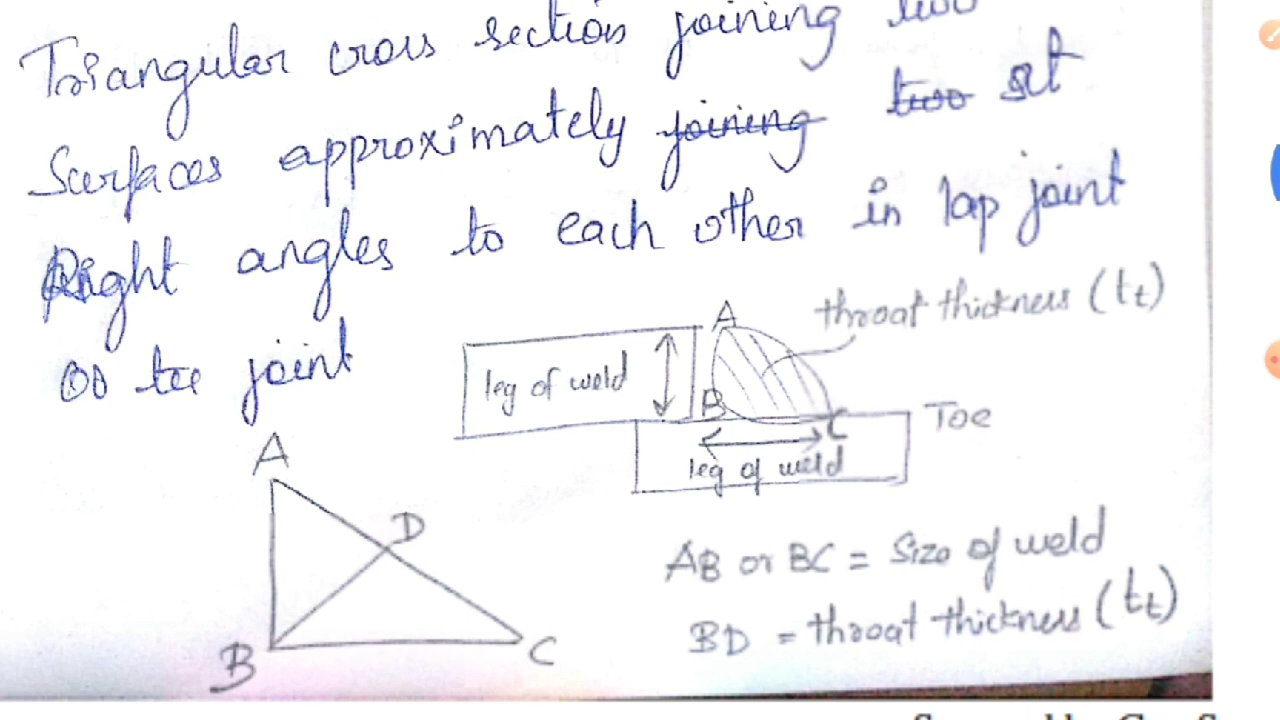 Triangular cross section joining two
Surfaces approximately joining two at
Right angles to each other in lap joint
or tee joint
throat thickness (tt)
A
leg of weld
B
C
Toe
leg of weld
A
D
B
C
AB or BC = Size of weld
BD = throat thickness (tt)